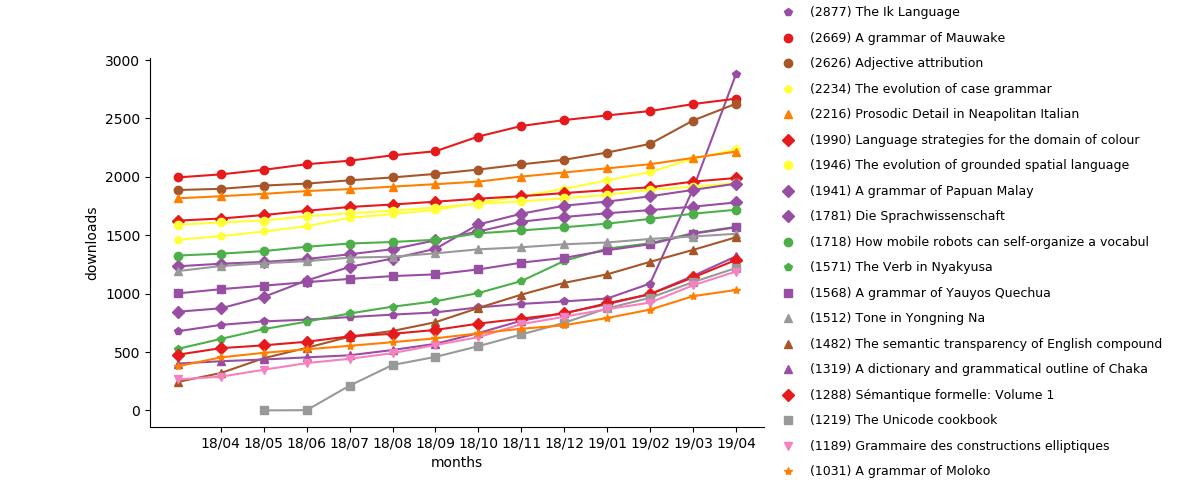 3000
2500
2000
1500
1000
500
0
downloads
18/04 18/05 18/06 18/07 18/08 18/09 18/10 18/11 18/12 19/01 19/02 19/03 19/04
months
(2877) The Ik Language
(2669) A grammar of Mauwake
(2626) Adjective attribution
(2234) The evolution of case grammar
(2216) Prosodic Detail in Neapolitan Italian
(1990) Language strategies for the domain of colour
(1946) The evolution of grounded spatial language
(1941) A grammar of Papuan Malay
(1781) Die Sprachwissenschaft
(1718) How mobile robots can self-organize a vocabul
(1571) The Verb in Nyakyusa
(1568) A grammar of Yauyos Quechua
(1512) Tone in Yongning Na
(1482) The semantic transparency of English compound
(1319) A dictionary and grammatical outline of Chaka
(1288) Sémantique formelle: Volume 1
(1219) The Unicode cookbook
(1189) Grammaire des constructions elliptiques
(1031) A grammar of Moloko